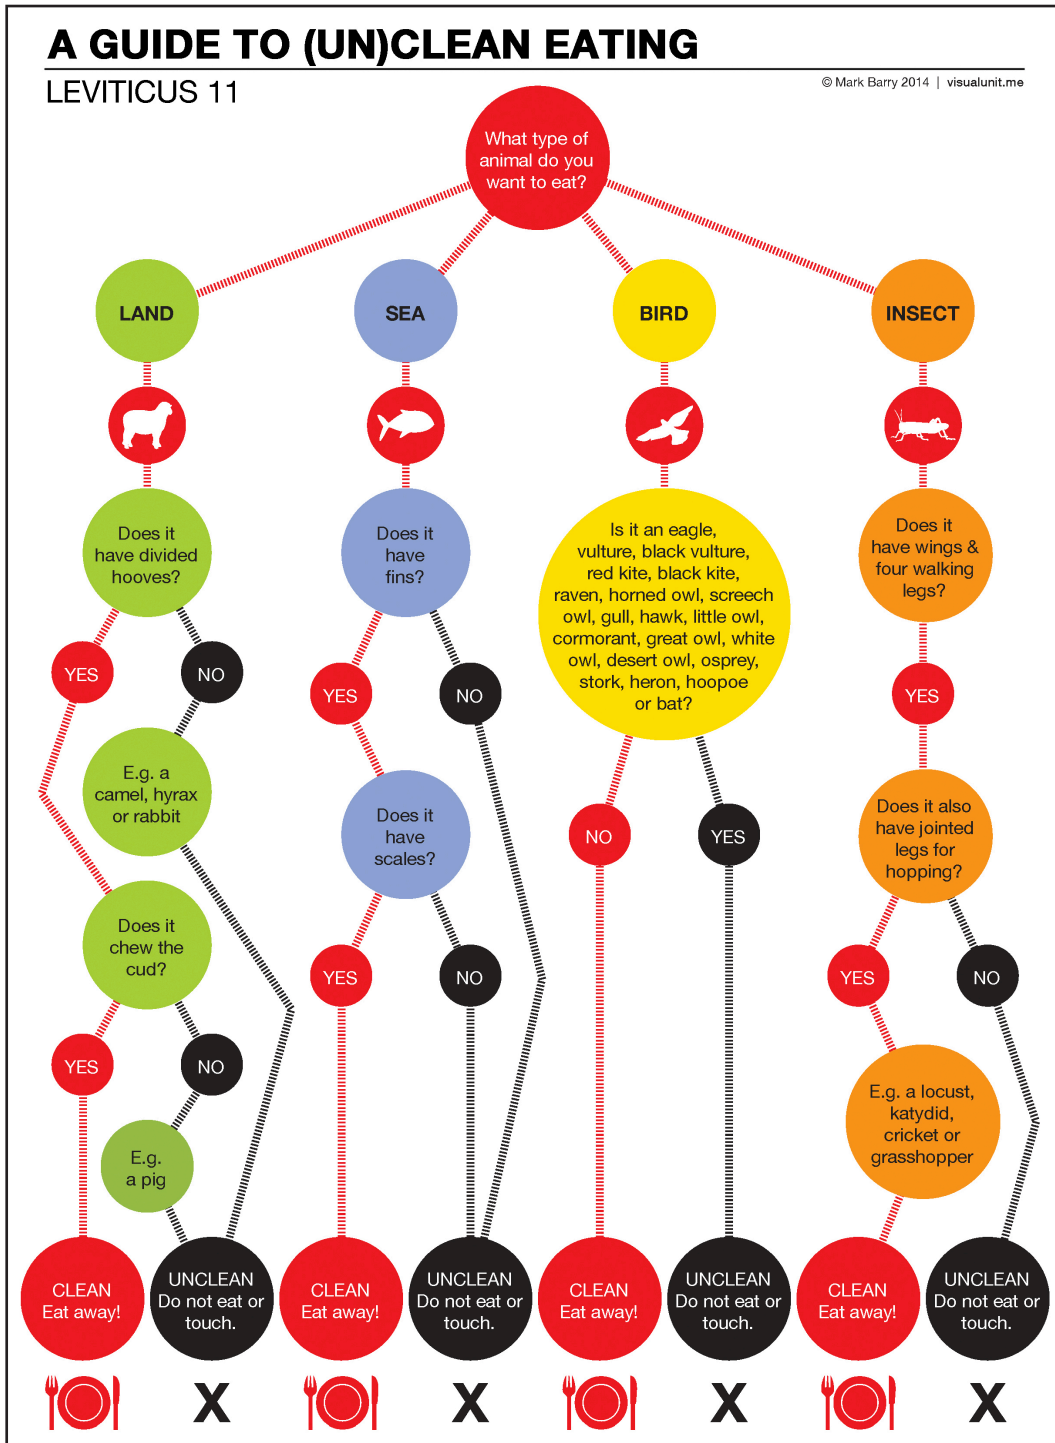 A GUIDE TO (UN)CLEAN EATING
LEVITICUS 11
© Mark Barry 2014 | visualunit.me
What type of
animal do you
want to eat?
LAND
SEA
BIRD
INSECT
Does it
have divided
hooves?
YES
NO
E.g. a
camel, hyrax
or rabbit
Does it
chew the
cud?
YES
NO
E.g.
a pig
CLEAN
Eat away!
UNCLEAN
Do not eat or
touch.
X
Does it
have
fins?
YES
NO
Does it
have
scales?
YES
NO
CLEAN
Eat away!
UNCLEAN
Do not eat or
touch.
X
Is it an eagle,
vulture, black vulture,
red kite, black kite,
raven, horned owl, screech
owl, gull, hawk, little owl,
cormorant, great owl, white
owl, desert owl, osprey,
stork, heron, hoopoe
or bat?
NO
YES
CLEAN
Eat away!
UNCLEAN
Do not eat or
touch.
X
Does it
have wings &
four walking
legs?
YES
Does it also
have jointed
legs for
hopping?
YES
NO
E.g. a locust,
katydid,
cricket or
grasshopper
CLEAN
Eat away!
UNCLEAN
Do not eat or
touch.
X